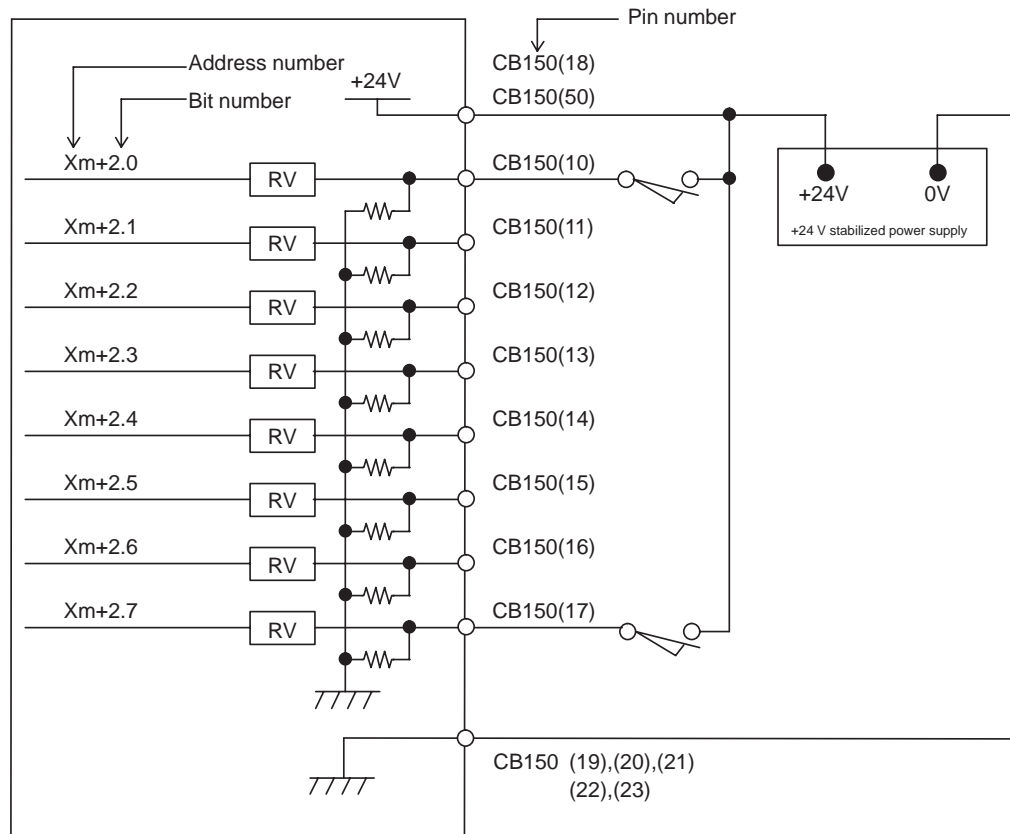 Pin number
CB150(18)
Address number
+24V
CB150(50)
Bit number
Xm+2.0
RV
CB150(10)
+24V
0V
+24 V stabilized power supply
Xm+2.1
RV
CB150(11)
Xm+2.2
RV
CB150(12)
Xm+2.3
RV
CB150(13)
Xm+2.4
RV
CB150(14)
Xm+2.5
RV
CB150(15)
Xm+2.6
RV
CB150(16)
Xm+2.7
RV
CB150(17)
CB150 (19),(20),(21)
(22),(23)